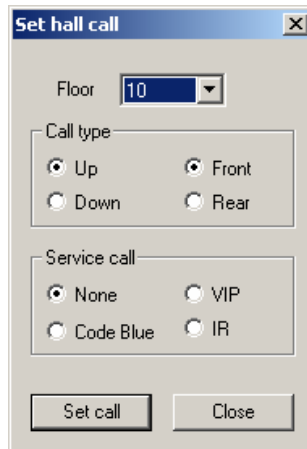 Set hall call
Floor 10
Call type
Up Front
Down Rear
Service call
None VIP
Code Blue IR
Set call Close